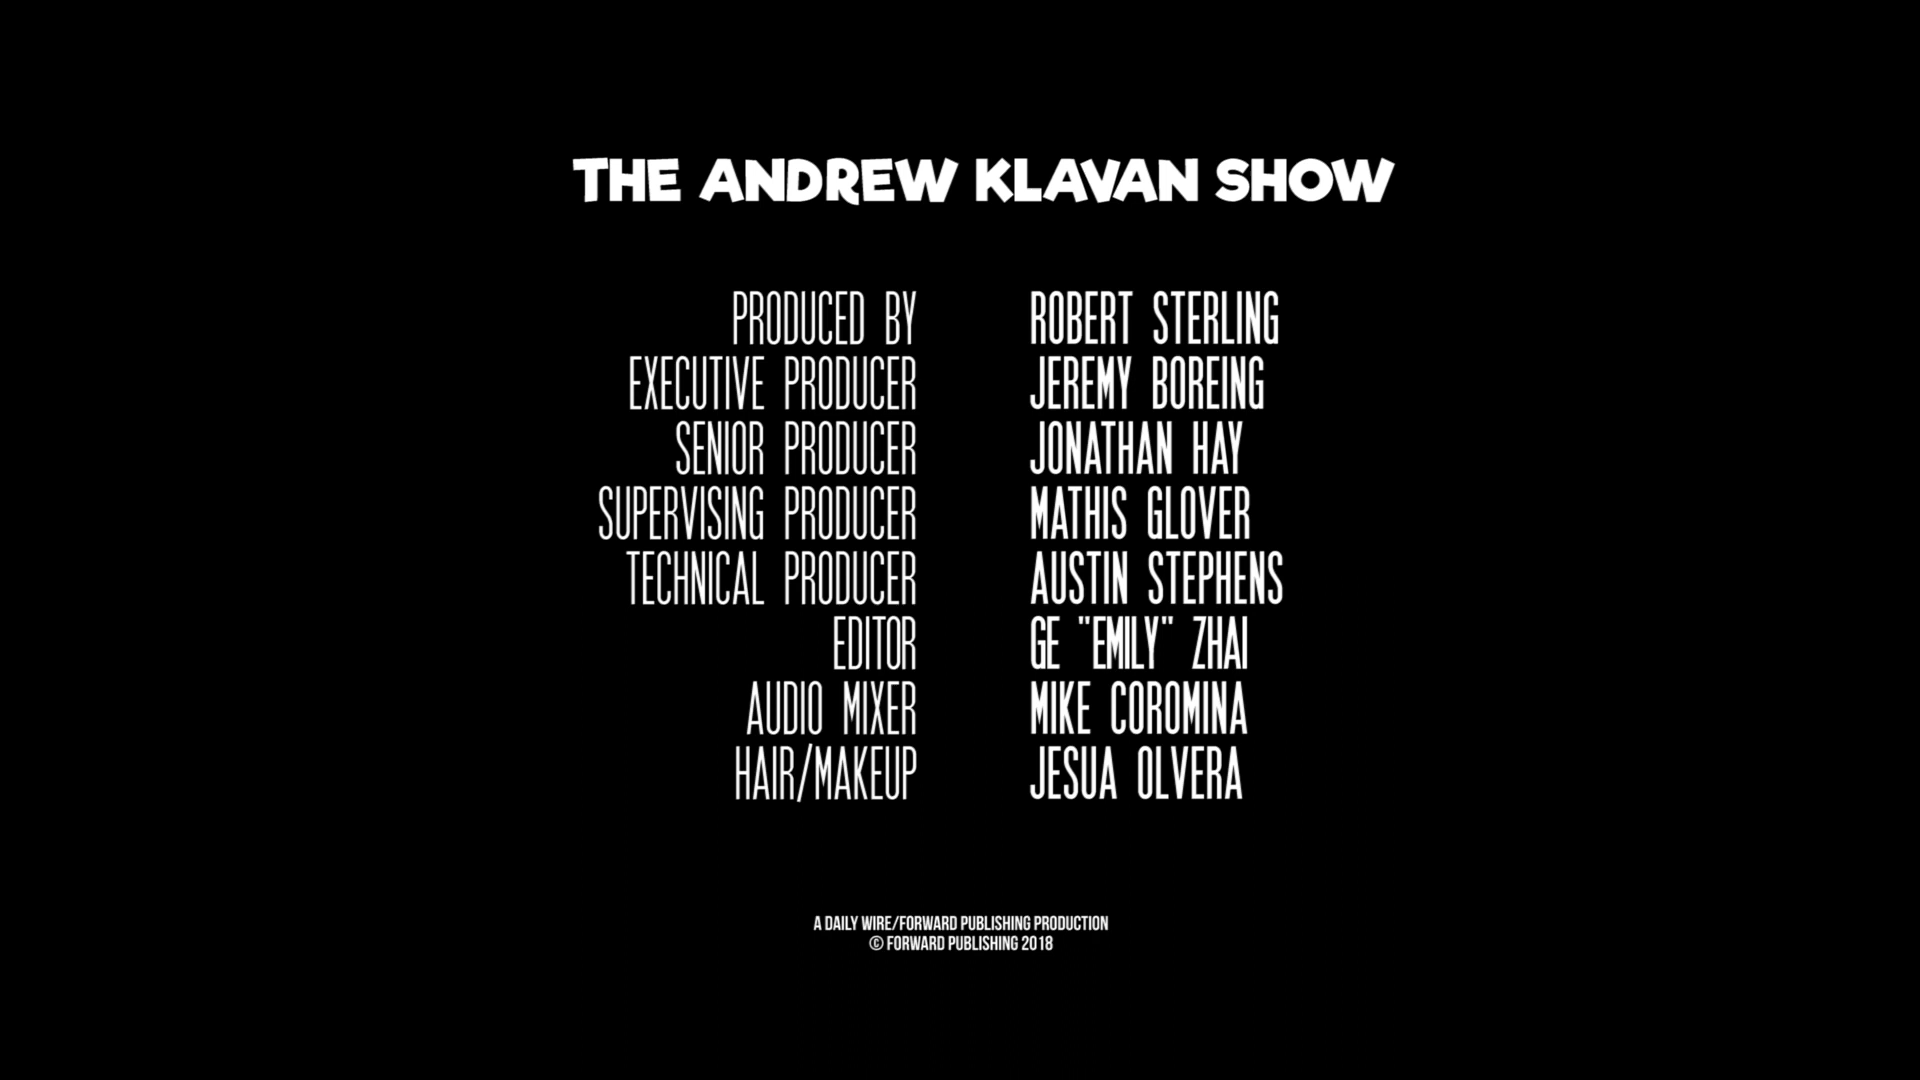 THE ANDREW KLAVAN SHOW
PRODUCED BY ROBERT STERLING
EXECUTIVE PRODUCER JEREMY BOREING
SENIOR PRODUCER JONATHAN HAY
SUPERVISING PRODUCER MATHIS GLOVER
TECHNICAL PRODUCER AUSTIN STEPHENS
EDITOR GE "EMILY" ZHAI
AUDIO MIXER MIKE COROMINA
HAIR/MAKEUP JESUA OLVERA
A DAILY WIRE/FORWARD PUBLISHING PRODUCTION
© FORWARD PUBLISHING 2018